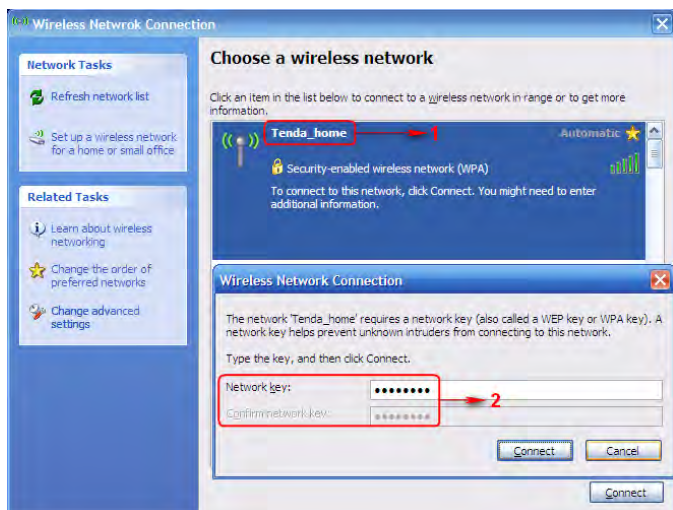 Wireless Netwrok Connection
Network Tasks
Refresh network list
Set up a wireless network
for a home or small office
Related Tasks
Learn about wireless
networking
Change the order of
preferred networks
Change advanced
settings
Choose a wireless network
Click an item in the list below to connect to a wireless network in range or to get more
information.
Tenda_home
1
Automatic
Security-enabled wireless network (WPA)
To connect to this network, click Connect. You might need to enter
additional information.
Wireless Network Connection
The network 'Tenda_home' requires a network key (also called a WEP key or WPA key). A
network key helps prevent unknown intruders from connecting to this network.
Type the key, and then click Connect.
Network key: ••••••••
2
Confirm network key: ••••••••
Connect Cancel
Connect